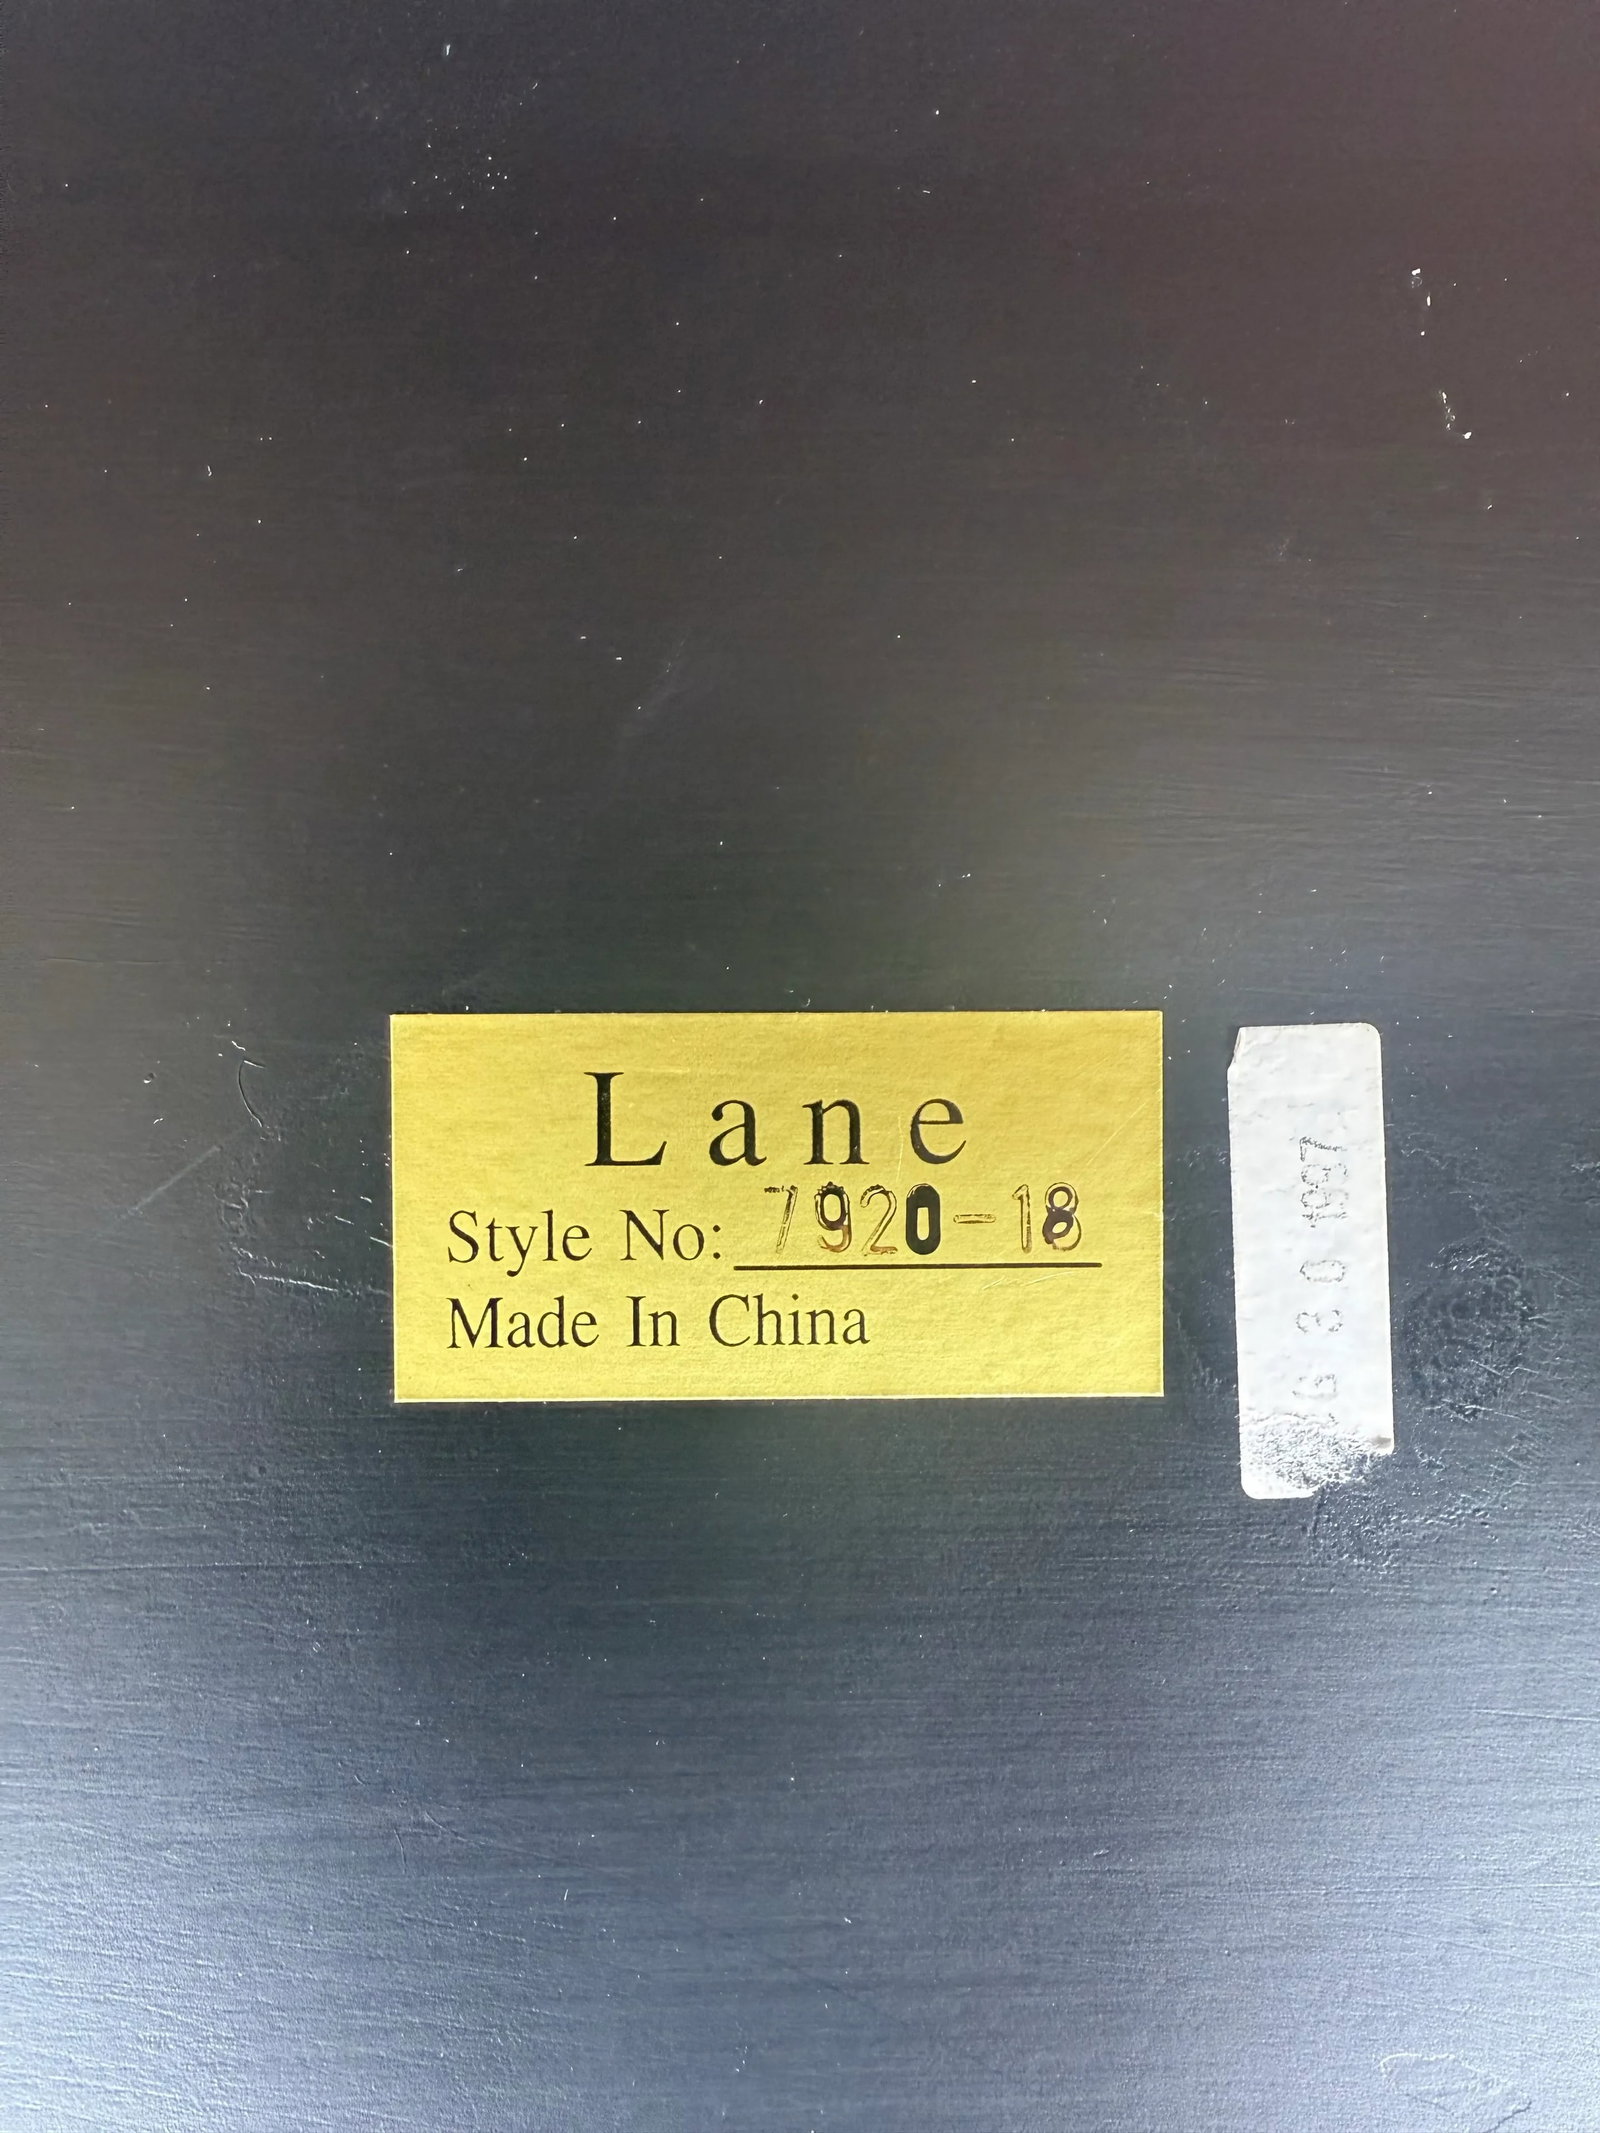 Lane
Style No: 7920-18
Made In China